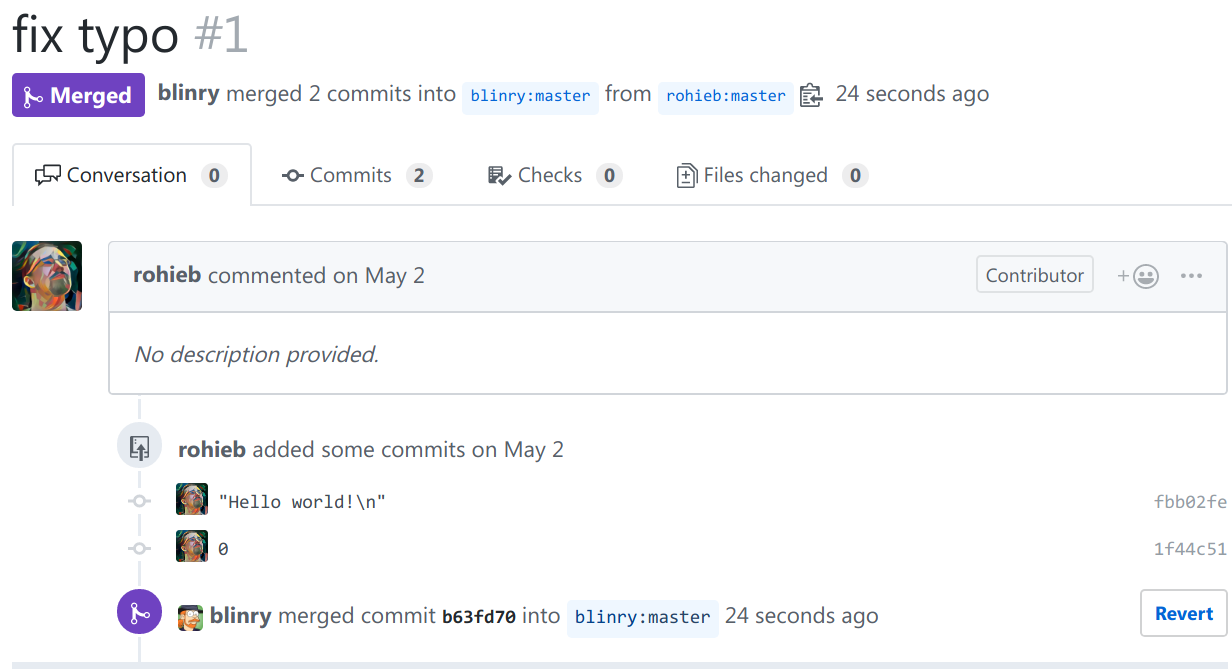 fix typo #1
Merged blinry merged 2 commits into blinry:master from rohieb:master 24 seconds ago
Conversation 0 Commits 2 Checks 0 Files changed 0
rohieb commented on May 2 Contributor + ...
No description provided.
rohieb added some commits on May 2
"Hello world!\n" fbb02fe
0 1f44c51
blinry merged commit b63fd70 into blinry:master 24 seconds ago Revert